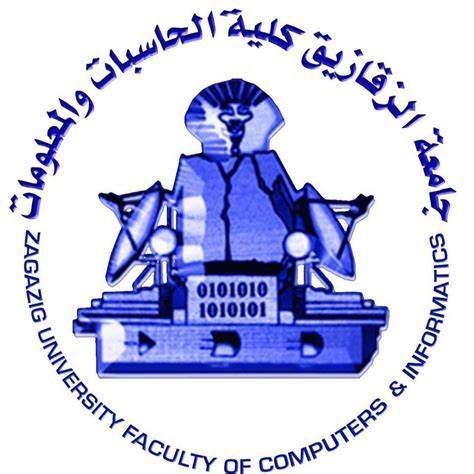 جامعة الزقازيق كلية الحاسبات والمعلومات
0101010
1010101
ZAGAZIG UNIVERSITY FACULTY OF COMPUTERS & INFORMATICS